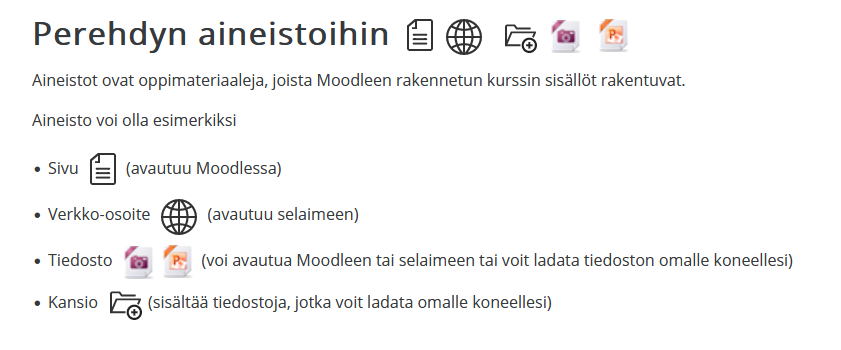 Perehdyn aineistoihin
Aineistot ovat oppimateriaaleja, joista Moodleen rakennetun kurssin sisällöt rakentuvat.
Aineisto voi olla esimerkiksi
• Sivu (avautuu Moodlessa)
• Verkko-osoite (avautuu selaimeen)
• Tiedosto (voi avautua Moodleen tai selaimeen tai voit ladata tiedoston omalle koneellesi)
• Kansio (sisältää tiedostoja, jotka voit ladata omalle koneellesi)